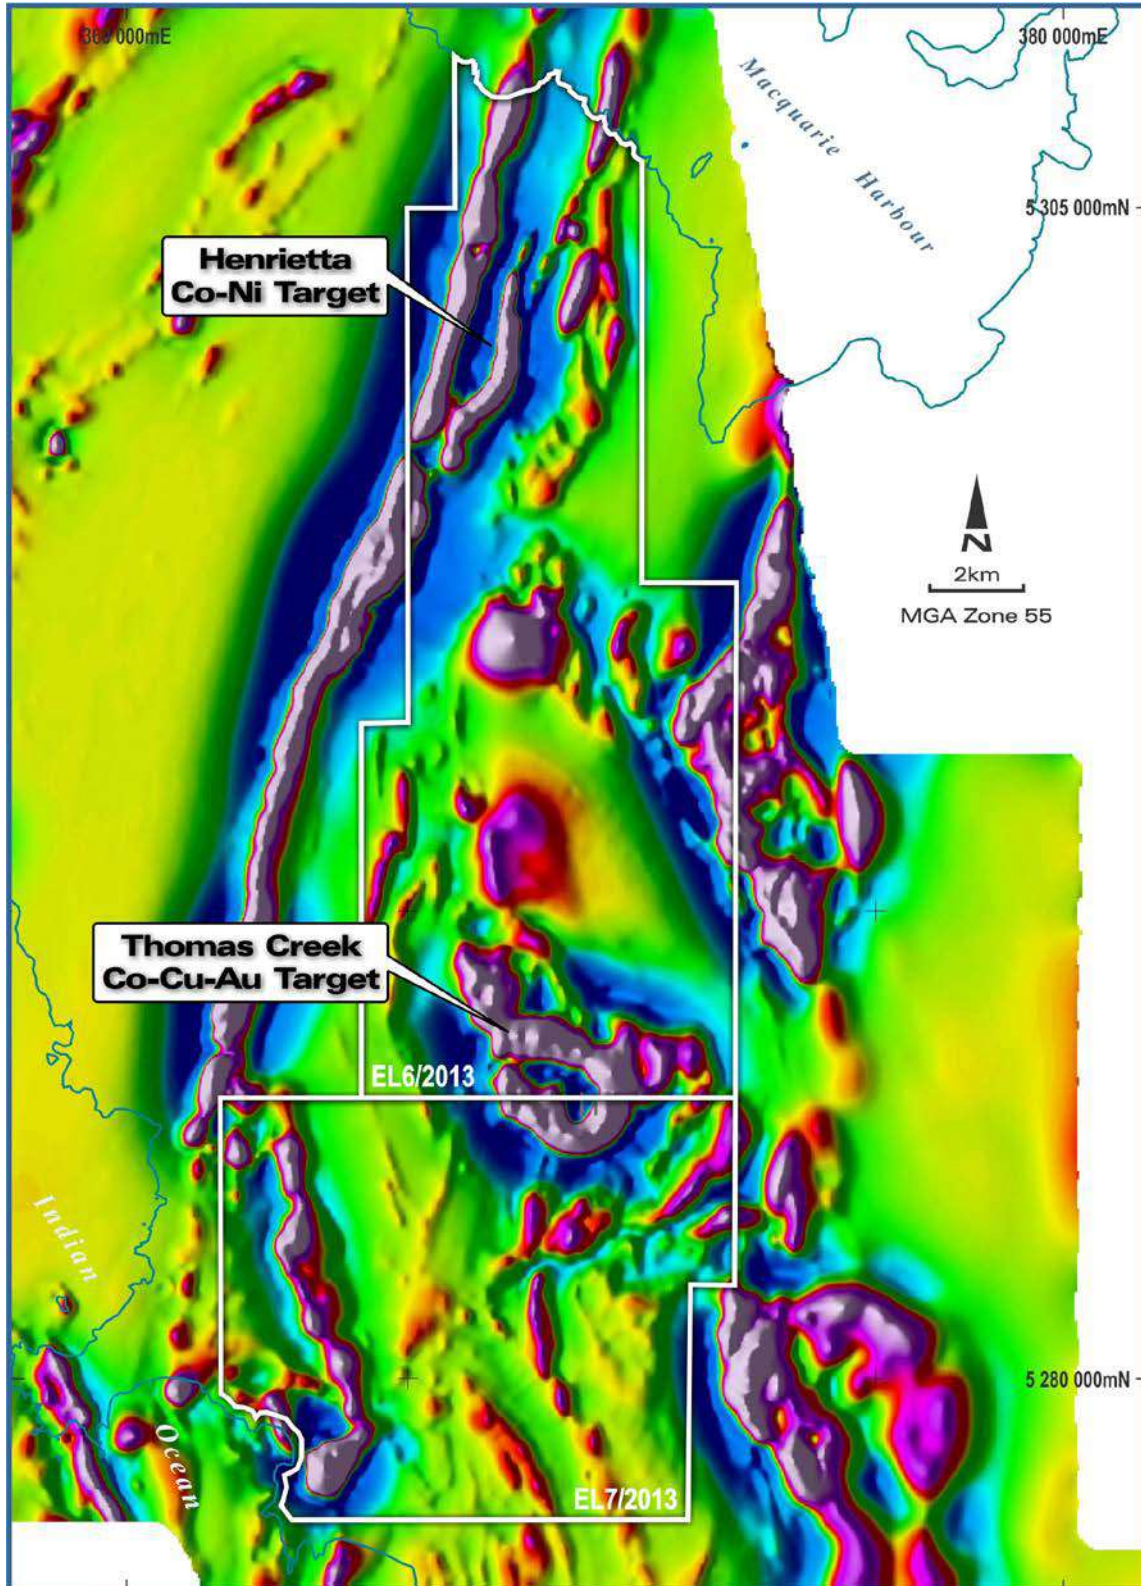 360 000mE
380 000mE
Macquarie Harbour
5 305 000mN
Henrietta
Co-Ni Target
N
2km
MGA Zone 55
Thomas Creek
Co-Cu-Au Target
EL6/2013
Indian
Ocean
5 280 000mN
EL7/2013